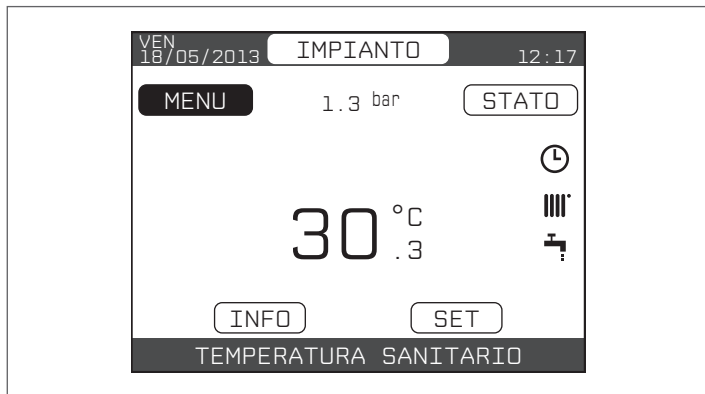 VEN
18/05/2013 IMPIANTO 12:17
MENU 1.3 bar STATO
30.3 °C
INFO SET
TEMPERATURA SANITARIO